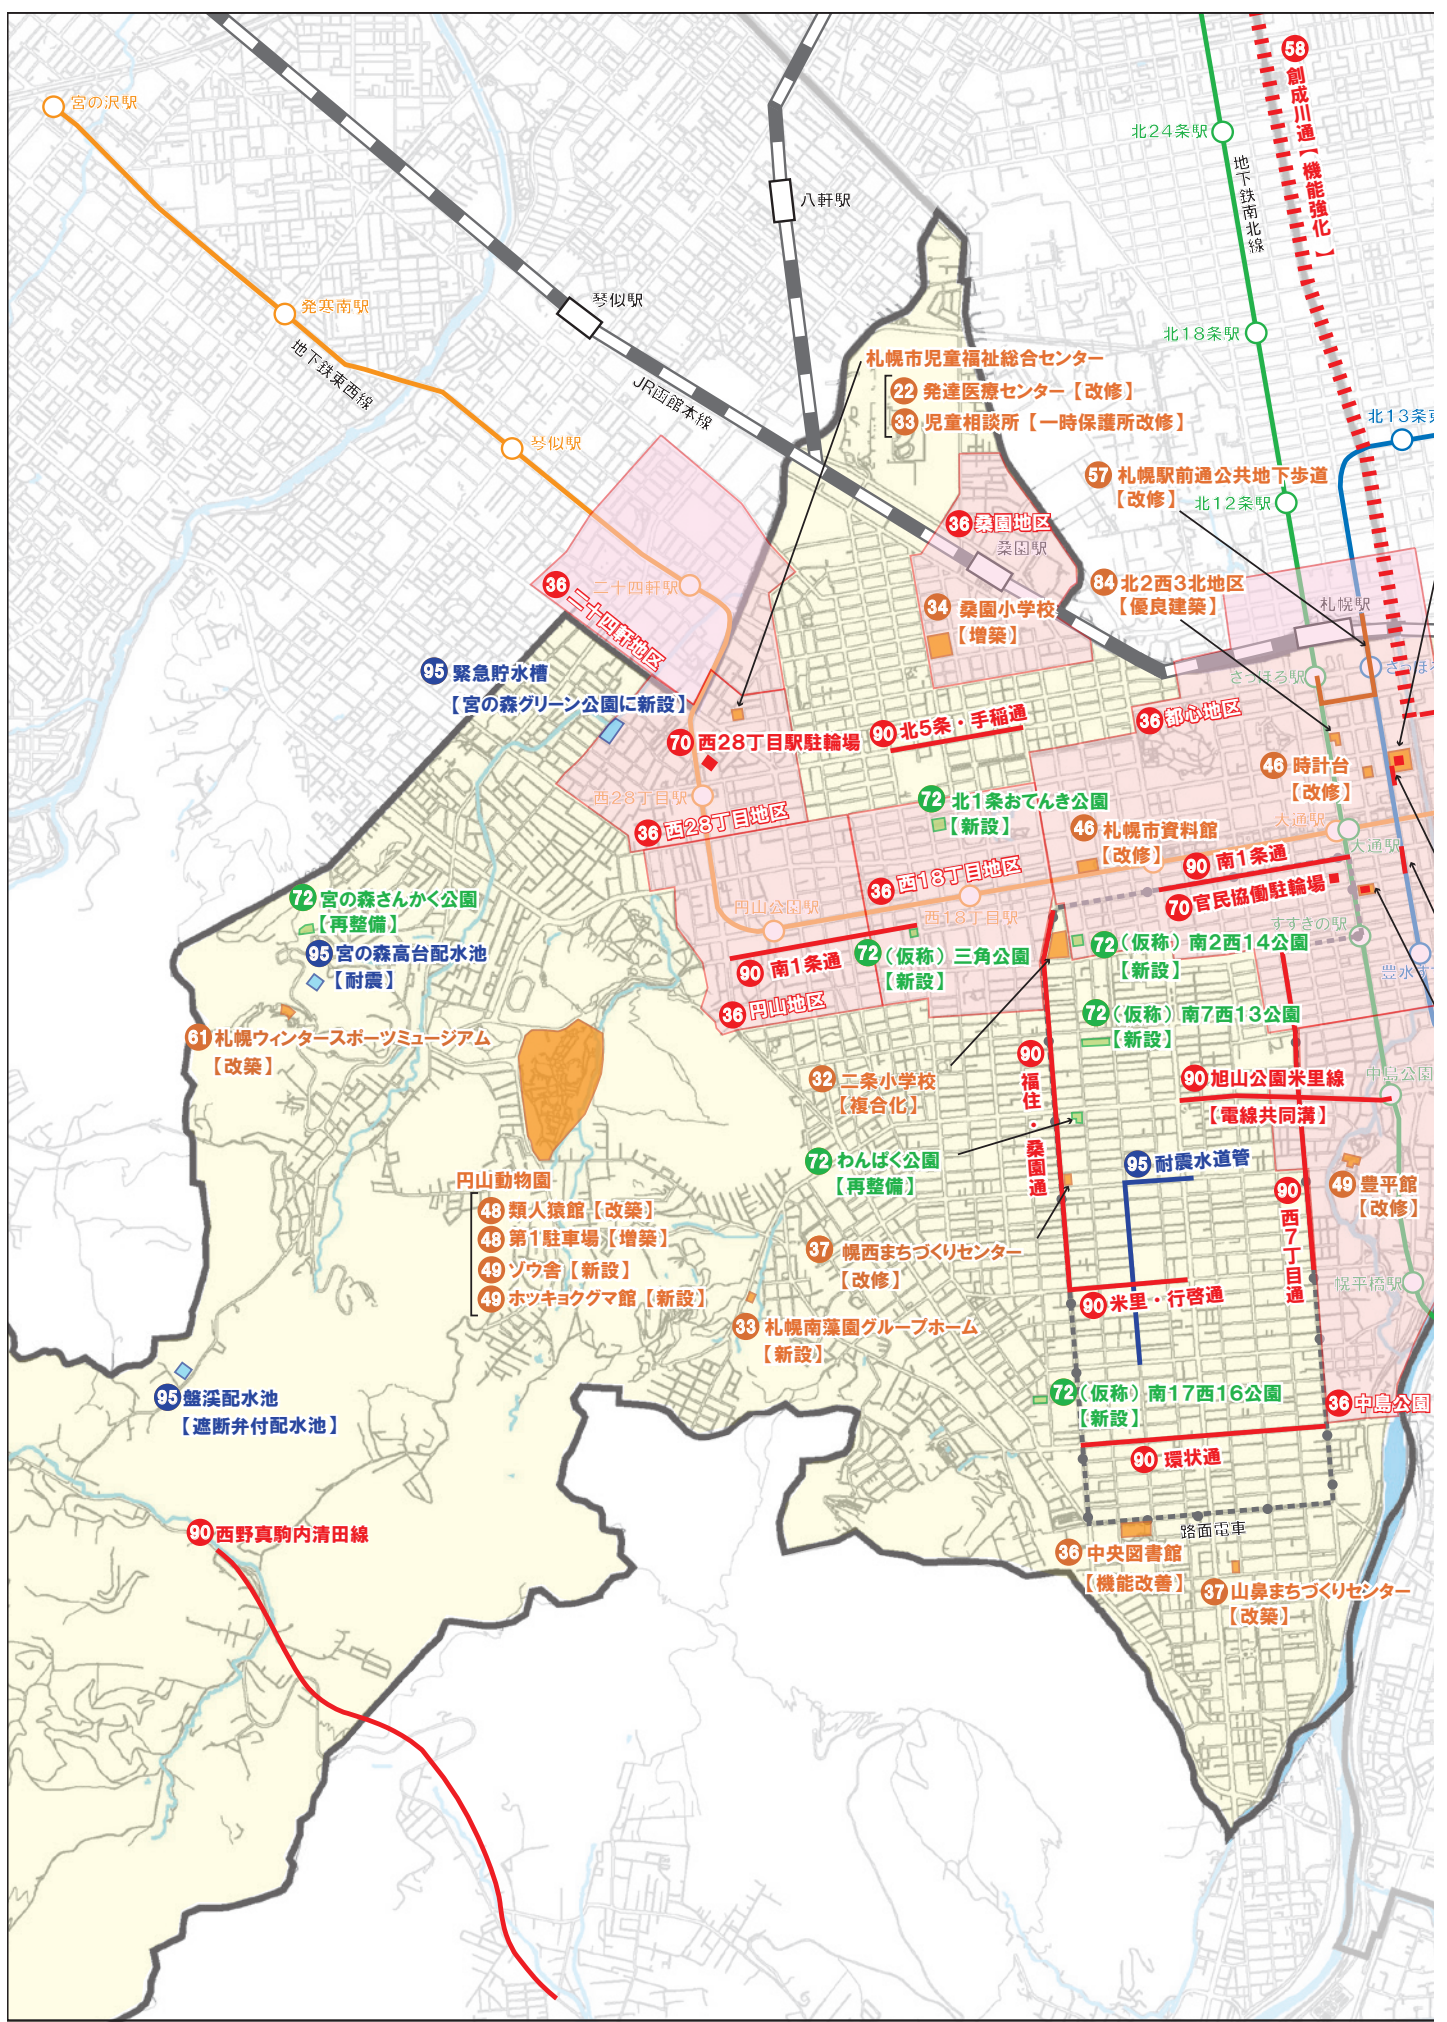 58 創成川通【機能強化】
宮の沢駅
北24条駅
地下鉄南北線
八軒駅
琴似駅
発寒南駅
北18条駅
地下鉄東西線
JR函館本線
札幌市児童福祉総合センター
22 発達医療センター【改修】
33 児童相談所【一時保護所改修】
北13条
琴似駅
57 札幌駅前通公共地下歩道
【改修】
北12条駅
36 桑園地区
桑園駅
36 二十四軒地区
二十四軒駅
84 北2西3北地区
【優良建築】
札幌駅
34 桑園小学校
【増築】
95 緊急貯水槽
【宮の森グリーン公園に新設】
さっぽろ駅
さっぽ
36 都心地区
90 北5条・手稲通
70 西28丁目駅駐輪場
46 時計台
【改修】
西28丁目駅
36 西28丁目地区
72 北1条おてんき公園
【新設】
46 札幌市資料館
【改修】
大通駅
大通駅
90 南1条通
36 西18丁目地区
70 官民協働駐輪場
72 宮の森さんかく公園
【再整備】
円山公園駅
西18丁目駅
すすきの駅
95 宮の森高台配水池
【耐震】
90 南1条通
72 (仮称)三角公園
【新設】
72 (仮称)南2西14公園
【新設】
豊水す
36 円山地区
72 (仮称)南7西13公園
【新設】
61 札幌ウィンタースポーツミュージアム
【改築】
90 福住・桑園通
32 二条小学校
【複合化】
90 旭山公園米里線
【電線共同溝】
中島公園
72 わんぱく公園
【再整備】
95 耐震水道管
円山動物園
48 類人猿館【改築】
48 第1駐車場【増築】
49 ゾウ舎【新設】
49 ホッキョクグマ館【新設】
90 西7丁目通
49 豊平館
【改修】
37 幌西まちづくりセンター
【改修】
幌平橋駅
90 米里・行啓通
33 札幌南藻園グループホーム
【新設】
95 盤渓配水池
【遮断弁付配水池】
72 (仮称)南17西16公園
【新設】
36 中島公園
90 環状通
90 西野真駒内清田線
路面電車
36 中央図書館
【機能改善】
37 山鼻まちづくりセンター
【改築】